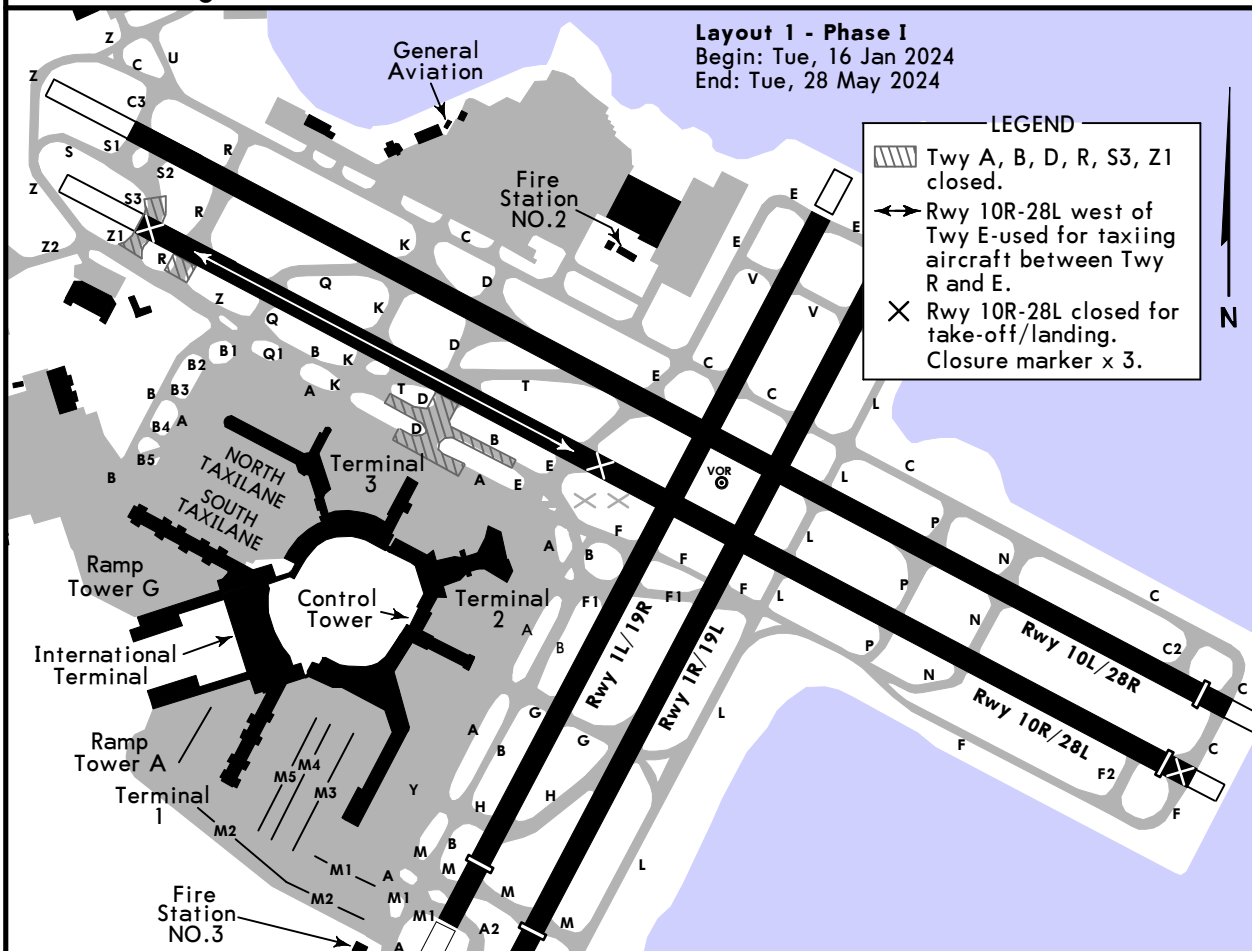 Layout 1 - Phase I
Begin: Tue, 16 Jan 2024
End: Tue, 28 May 2024
LEGEND
Twy A, B, D, R, S3, Z1
closed.
Rwy 10R-28L west of
Twy E-used for taxiing
aircraft between Twy
R and E.
Rwy 10R-28L closed for
take-off/landing.
Closure marker x 3.
N
General
Aviation
Fire
Station
NO.2
Z
C
U
Z
C3
S1
R
S
S2
Z
S3
R
Z1
Z2
R
Z
K
C
D
Q
K
Q
D
E
E
E
V
V
C
C
E
L
B1
Q1
B
K
B2
B
B3
A
K
T
D
T
B4
A
D
B
B5
B
A
E
E
NORTH
TAXILANE
SOUTH
TAXILANE
Terminal
3
VOR
L
C
P
N
C
F
A
B
F
F
L
F1
F1
F
L
P
N
P
N
C2
C
C
Ramp
Tower G
Control
Tower
Terminal
2
International
Terminal
A
B
Rwy 1L/19R
Rwy 1R/19L
Rwy 10L/28R
Rwy 10R/28L
G
G
L
F
F2
F
A
B
Ramp
Tower A
Terminal
1
M5
M4
M3
Y
H
H
M2
M
B
M
M1
A
M2
M1
M1
M
A2
M
L
A
Fire
Station
NO.3